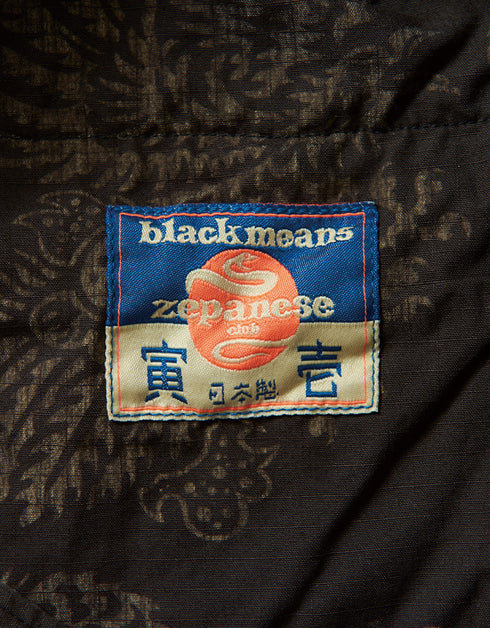 blackmeans
zepanese
club
寅壱
日本製